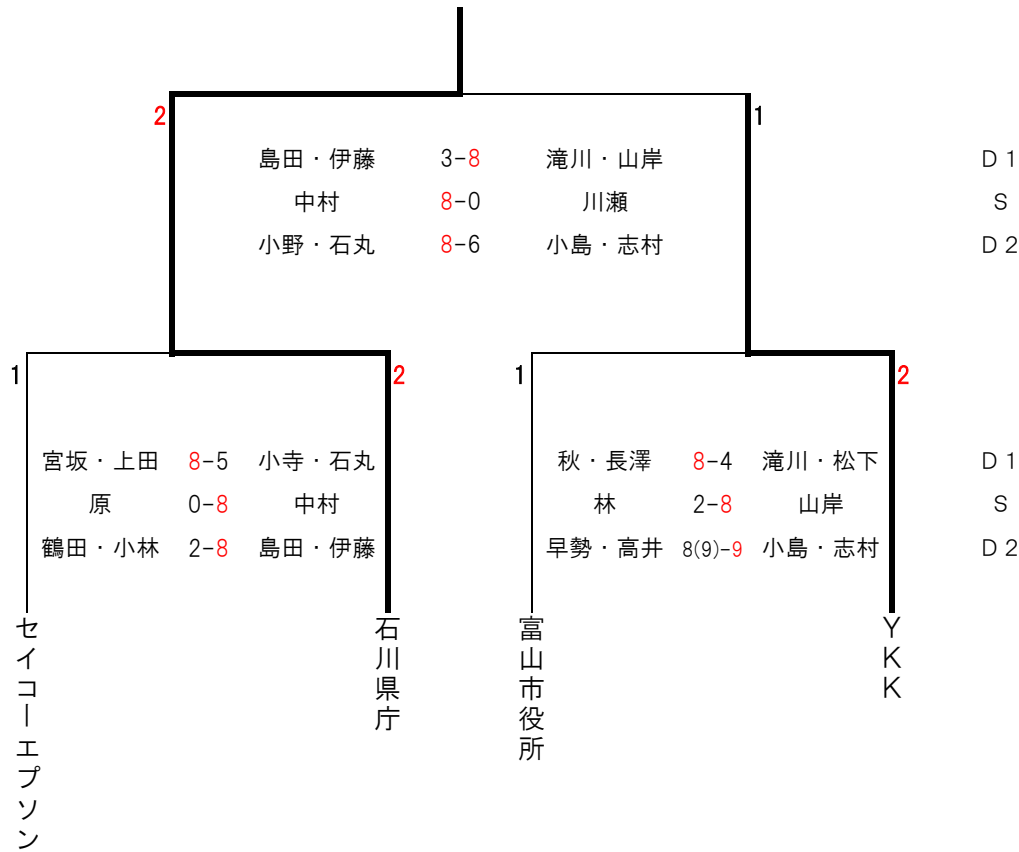 2 1
島田・伊藤 3-8 滝川・山岸 D1
中村 8-0 川瀬 S
小野・石丸 8-6 小島・志村 D2
1 2 1 2
宮坂・上田 8-5 小寺・石丸 秋・長澤 8-4 滝川・松下 D1
原 0-8 中村 林 2-8 山岸 S
鶴田・小林 2-8 島田・伊藤 早勢・高井 8(9)-9 小島・志村 D2
セイコーエプソン
石川県庁
富山市役所
YKK